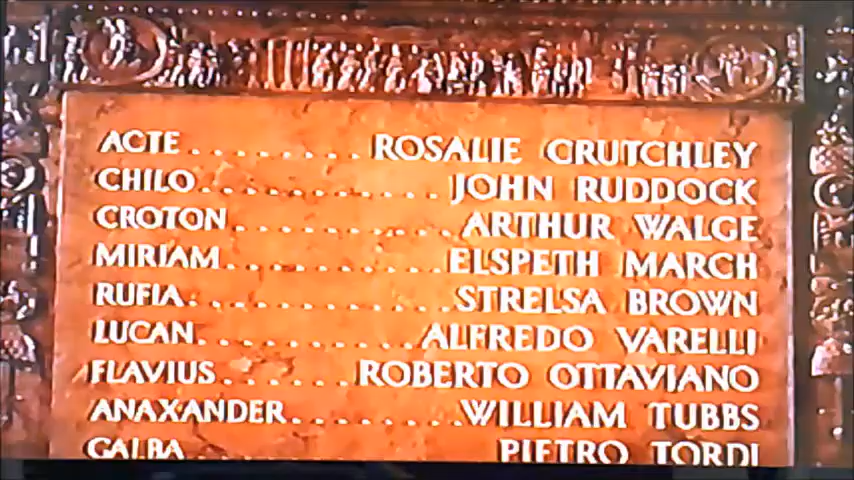 ACTE . . . . . . . . . . ROSALIE CRUTCHLEY
CHILO . . . . . . . . . . . . . . . JOHN RUDDOCK
CROTON . . . . . . . . . . . . . ARTHUR WALGE
MIRIAM . . . . . . . . . . . . . ELSPETH MARCH
RUFIA . . . . . . . . . . . . . . . STRELSA BROWN
LUCAN . . . . . . . . . . . . . ALFREDO VARELLI
FLAVIUS . . . . . . . . ROBERTO OTTAVIANO
ANAXANDER . . . . . . . . . . WILLIAM TUBBS
GALBA . . . . . . . . . . . . . . . . . . PIETRO TORDI